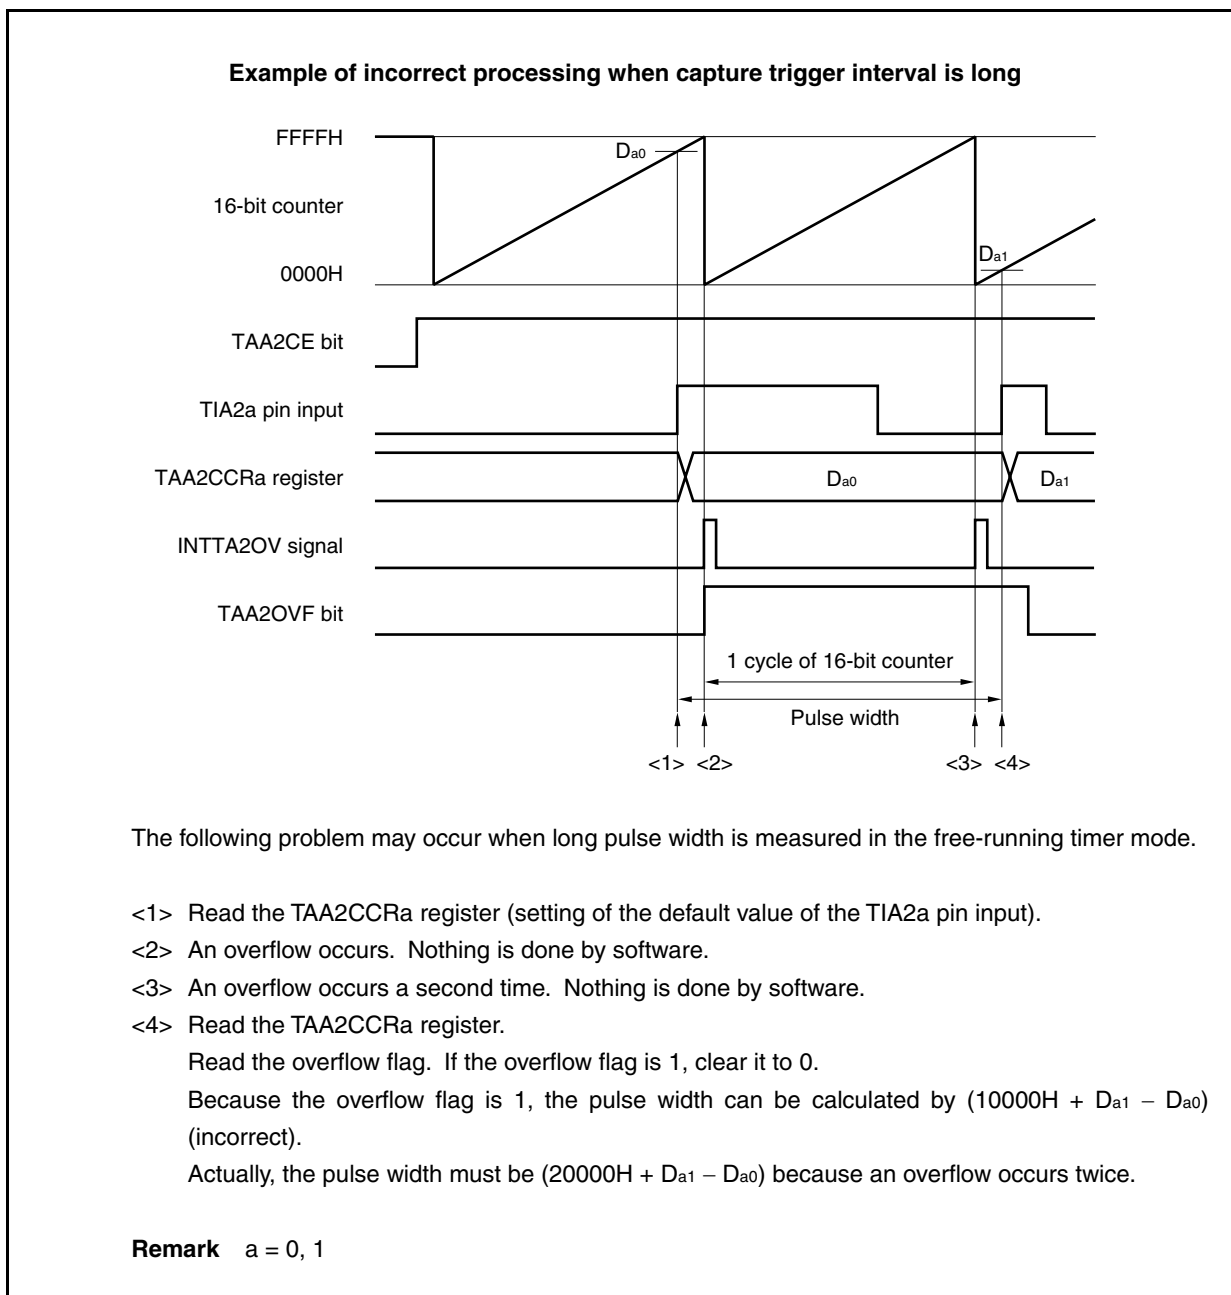 Example of incorrect processing when capture trigger interval is long
FFFFH
Da0
16-bit counter
Da1
0000H
TAA2CE bit
TIA2a pin input
TAA2CCRa register
Da0
Da1
INTTA2OV signal
TAA2OVF bit
1 cycle of 16-bit counter
Pulse width
<1> <2> <3> <4>
The following problem may occur when long pulse width is measured in the free-running timer mode.
<1> Read the TAA2CCRa register (setting of the default value of the TIA2a pin input).
<2> An overflow occurs. Nothing is done by software.
<3> An overflow occurs a second time. Nothing is done by software.
<4> Read the TAA2CCRa register.
Read the overflow flag. If the overflow flag is 1, clear it to 0.
Because the overflow flag is 1, the pulse width can be calculated by (10000H + Da1 − Da0)
(incorrect).
Actually, the pulse width must be (20000H + Da1 − Da0) because an overflow occurs twice.
Remark a = 0, 1